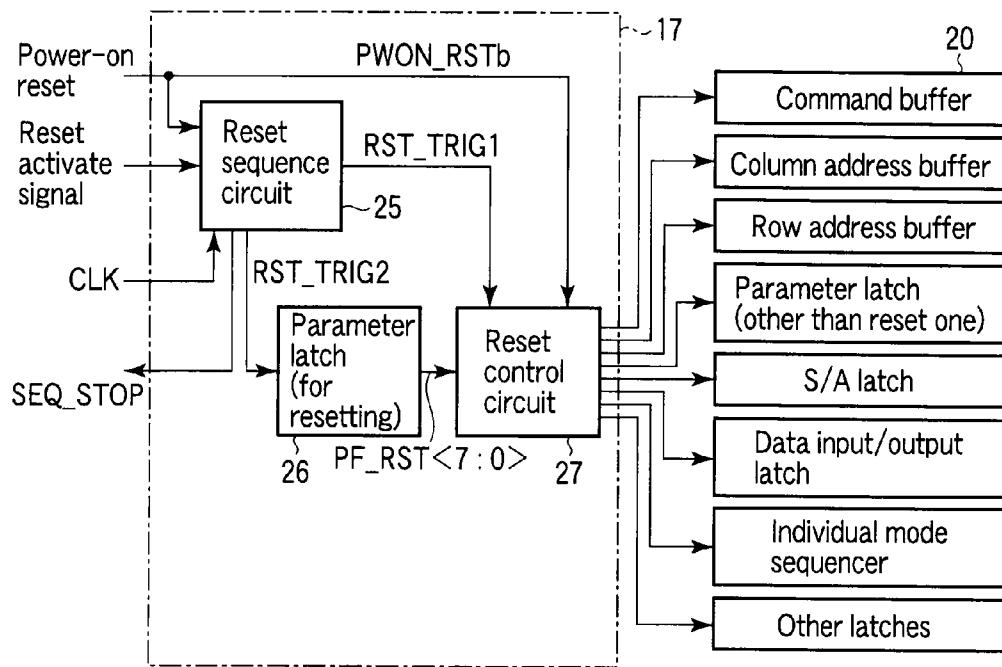 17
20
Power-on
reset
PWON_RSTb
Command buffer
Reset
activate
signal
Reset
sequence
circuit
RST_TRIG1
Column address buffer
25
Row address buffer
CLK
RST_TRIG2
Parameter latch
(other than reset one)
Parameter
latch
(for
resetting)
Reset
control
circuit
S/A latch
SEQ_STOP
26
PF_RST<7:0>
27
Data input/output
latch
Individual mode
sequencer
Other latches